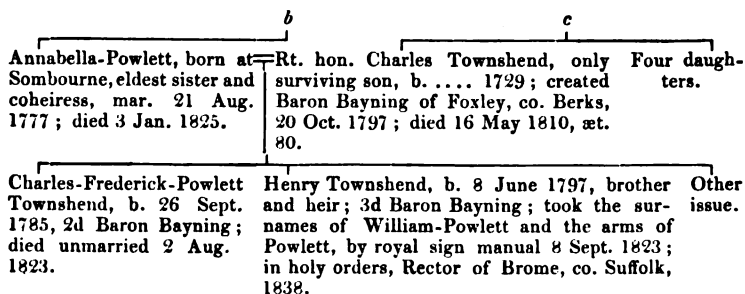 b
c
Annabella-Powlett, born at
Sombourne, eldest sister and
coheiress, mar. 21 Aug.
1777; died 3 Jan. 1825.
Rt. hon. Charles Townshend, only
surviving son, b. ..... 1729; created
Baron Bayning of Foxley, co. Berks,
20 Oct. 1797; died 16 May 1810, æt.
80.
Four daugh-
ters.
Charles-Frederick-Powlett
Townshend, b. 26 Sept.
1785, 2d Baron Bayning;
died unmarried 2 Aug.
1823.
Henry Townshend, b. 8 June 1797, brother
and heir; 3d Baron Bayning; took the sur-
names of William-Powlett and the arms of
Powlett, by royal sign manual 8 Sept. 1823;
in holy orders, Rector of Brome, co. Suffolk,
1838.
Other
issue.